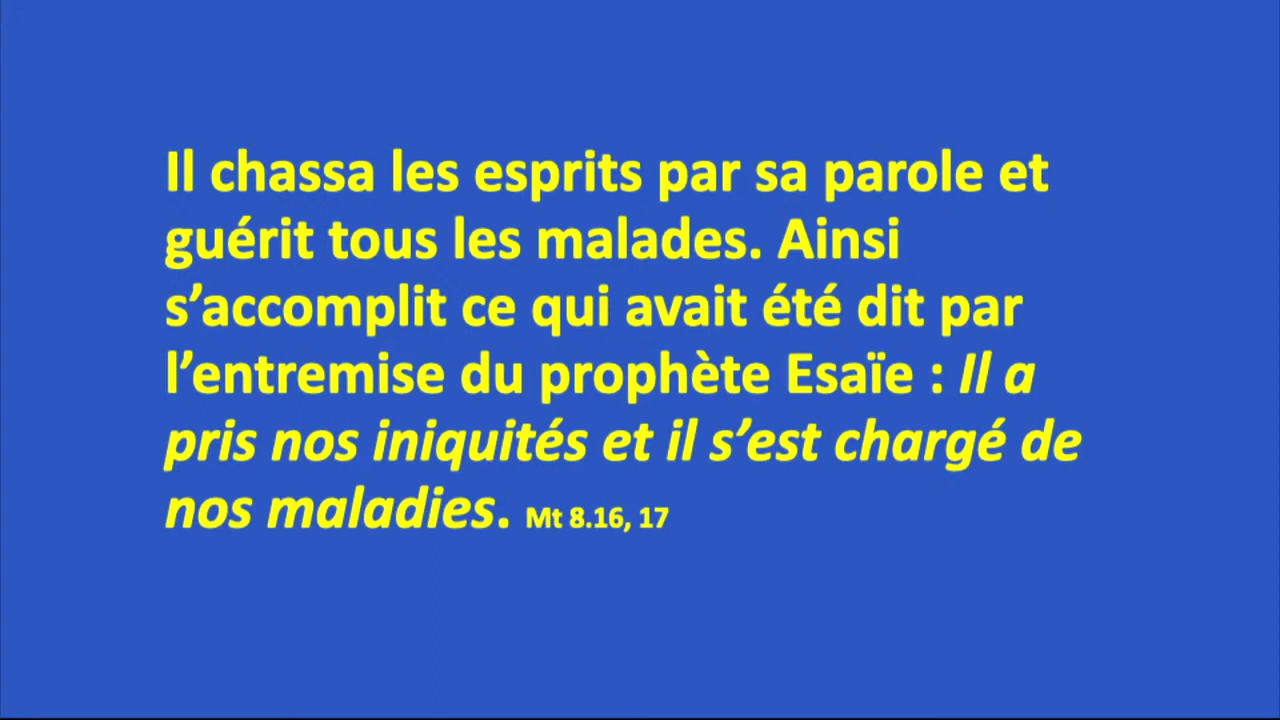 Il chassa les esprits par sa parole et
guérit tous les malades. Ainsi
s’accomplit ce qui avait été dit par
l’entremise du prophète Esaïe : Il a
pris nos iniquités et il s’est chargé de
nos maladies. Mt 8.16, 17